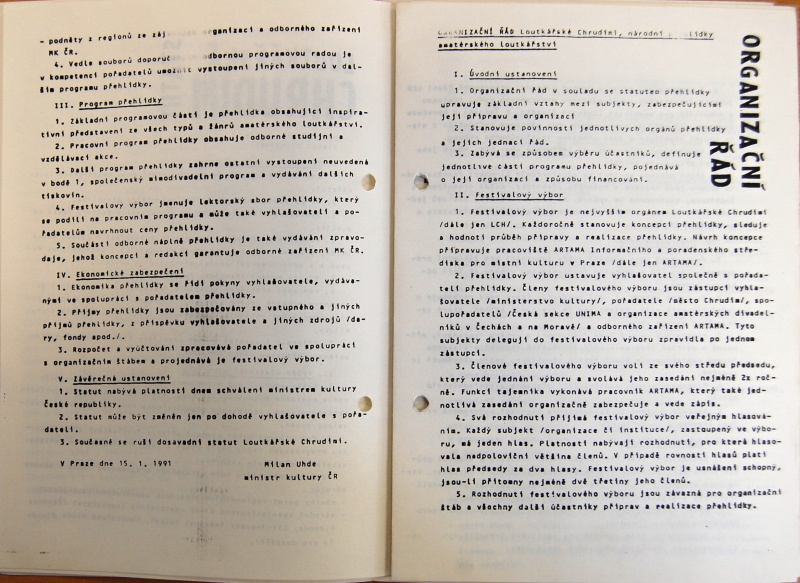 - podněty z regionů ze záj organizací a odborného zařízení
MK ČR.
4. Vedle souborů doporuč odbornou programovou radou je
v kompetenci pořadatelů umožnit vystoupení jiných souborů v dal-
ším programu přehlídky.
III. Program přehlídky
1. Základní programovou částí je přehlídka obsahující inspira-
tivní představení ze všech typů a žánrů amatérského loutkářství.
2. Pracovní program přehlídky obsahuje odborné studijní a
vzdělávací akce.
3. Další program přehlídky zahrne ostatní vystoupení neuvedená
v bodě 1, společenský mimodivadelní program a vydávání dalších
tiskovin.
4. Festivalový výbor jmenuje lektorský sbor přehlídky, který
se podílí na pracovním programu a může také vyhlašovateli a po-
řadatelům navrhnout ceny přehlídky.
5. Součástí odborné náplně přehlídky je také vydávání zpravo-
daje, jehož koncepci a redakci garantuje odborné zařízení MK ČR.
IV. Ekonomické zabezpečení
1. Ekonomika přehlídky se řídí pokyny vyhlašovatele, vydáva-
nými ve spolupráci s pořadatelem přehlídky.
2. Příjmy přehlídky jsou zabezpečovány ze vstupného a jiných
příjmů přehlídky, z příspěvku vyhlašovatele a jiných zdrojů /da-
ry, fondy apod./.
3. Rozpočet a vyúčtování zpracovává pořadatel ve spolupráci
s organizačním štábem a projednává je festivalový výbor.
V. Závěrečná ustanovení
1. Statut nabývá platnosti dnem schválení ministrem kultury
České republiky.
2. Statut může být změněn jen po dohodě vyhlašovatele s pořa-
dateli.
3. Současně se ruší dosavadní statut Loutkářské Chrudimi.
V Praze dne 15. 1. 1991
Milan Uhde
ministr kultury ČR
ORGANIZAČNÍ ŘÁD Loutkářské Chrudimi, národní přehlídky
amatérského loutkářství
ORGANIZAČNÍ
ŘÁD
I. Úvodní ustanovení
1. Organizační řád v souladu se statutem přehlídky
upravuje základní vztahy mezi subjekty, zabezpečujícími
její přípravu a organizaci
2. Stanovuje povinnosti jednotlivých orgánů přehlídky
a jejich jednací řád.
3. Zabývá se způsobem výběru účastníků, definuje
jednotlivé části programu přehlídky, pojednává
o její organizaci a způsobu financování.
II. Festivalový výbor
1. Festivalový výbor je nejvyšším orgánem Loutkářské Chrudimi
/dále jen LCH/. Každoročně stanovuje koncepci přehlídky, sleduje
a hodnotí průběh přípravy a realizace přehlídky. Návrh koncepce
připravuje pracoviště ARTAMA Informačního a poradenského stře-
diska pro místní kulturu v Praze /dále jen ARTAMA/.
2. Festivalový výbor ustavuje vyhlašovatel společně s pořada-
teli přehlídky. Členy festivalového výboru jsou zástupci vyhla-
šovatele /ministerstvo kultury/, pořadatele /město Chrudim/, spo-
lupořadatelů /Česká sekce UNIMA a organizace amatérských divadel-
níků v Čechách a na Moravě/ a odborného zařízení ARTAMA. Tyto
subjekty delegují do festivalového výboru zpravidla po jednom
zástupci.
3. Členové festivalového výboru volí ze svého středu předsedu,
který vede jednání výboru a svolává jeho zasedání nejméně 2x roč-
ně. Funkci tajemníka vykonává pracovník ARTAMA, který také jed-
notlivá zasedání organizačně zabezpečuje a vede zápis.
4. Svá rozhodnutí přijímá festivalový výbor veřejným hlasová-
ním. Každý subjekt /organizace či instituce/, zastoupený ve výbo-
ru, má jeden hlas. Platnosti nabývají rozhodnutí, pro která hlaso-
vala nadpoloviční většina členů. V případě rovnosti hlasů platí
hlas předsedy za dva hlasy. Festivalový výbor je usnášení schopný,
jsou-li přítomny nejméně dvě třetiny jeho členů.
5. Rozhodnutí festivalového výboru jsou závazná pro organizační
štáb a všechny další účastníky příprav a realizace přehlídky.